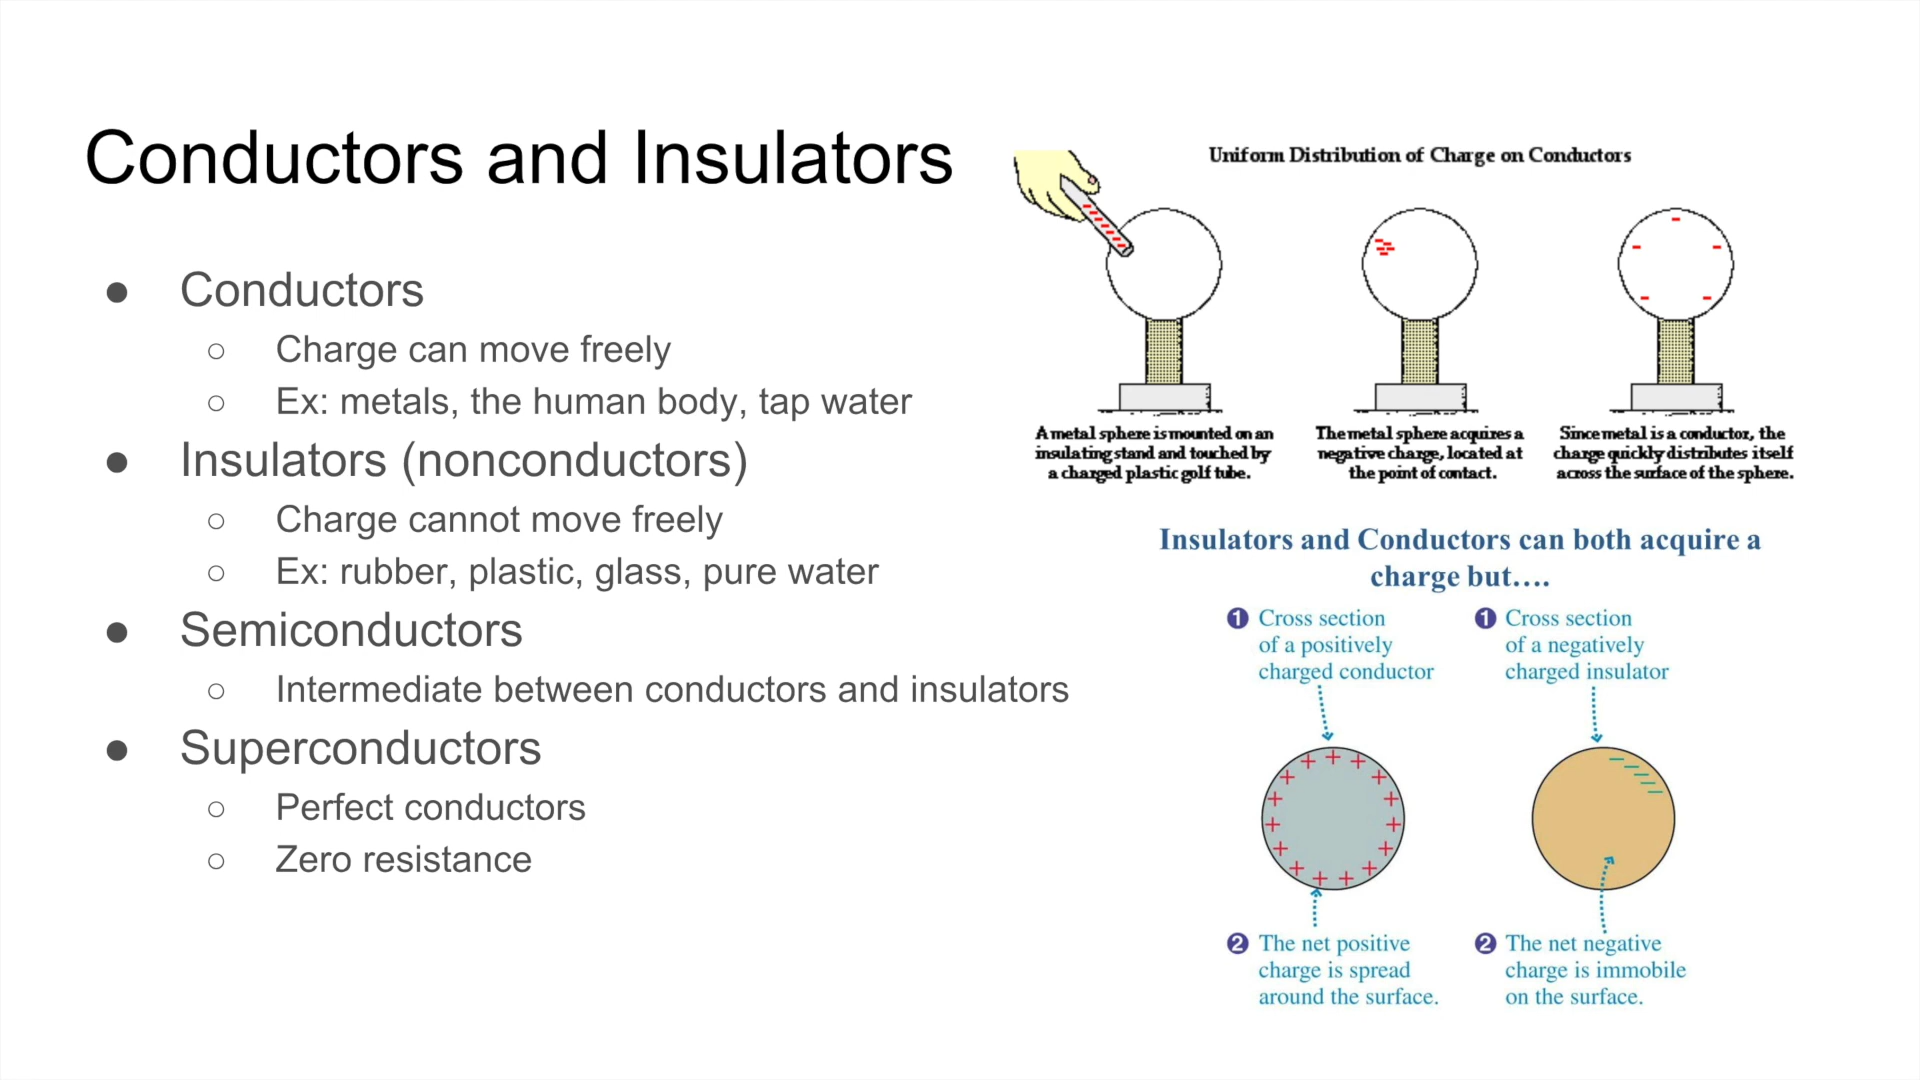 Conductors and Insulators
● Conductors
○ Charge can move freely
○ Ex: metals, the human body, tap water
● Insulators (nonconductors)
○ Charge cannot move freely
○ Ex: rubber, plastic, glass, pure water
● Semiconductors
○ Intermediate between conductors and insulators
● Superconductors
○ Perfect conductors
○ Zero resistance
Uniform Distribution of Charge on Conductors
A metal sphere is mounted on an
insulating stand and touched by
a charged plastic golf tube.
The metal sphere acquires a
negative charge, located at
the point of contact.
Since metal is a conductor, the
charge quickly distributes itself
across the surface of the sphere.
Insulators and Conductors can both acquire a
charge but….
1 Cross section
of a positively
charged conductor
2 The net positive
charge is spread
around the surface.
1 Cross section
of a negatively
charged insulator
2 The net negative
charge is immobile
on the surface.